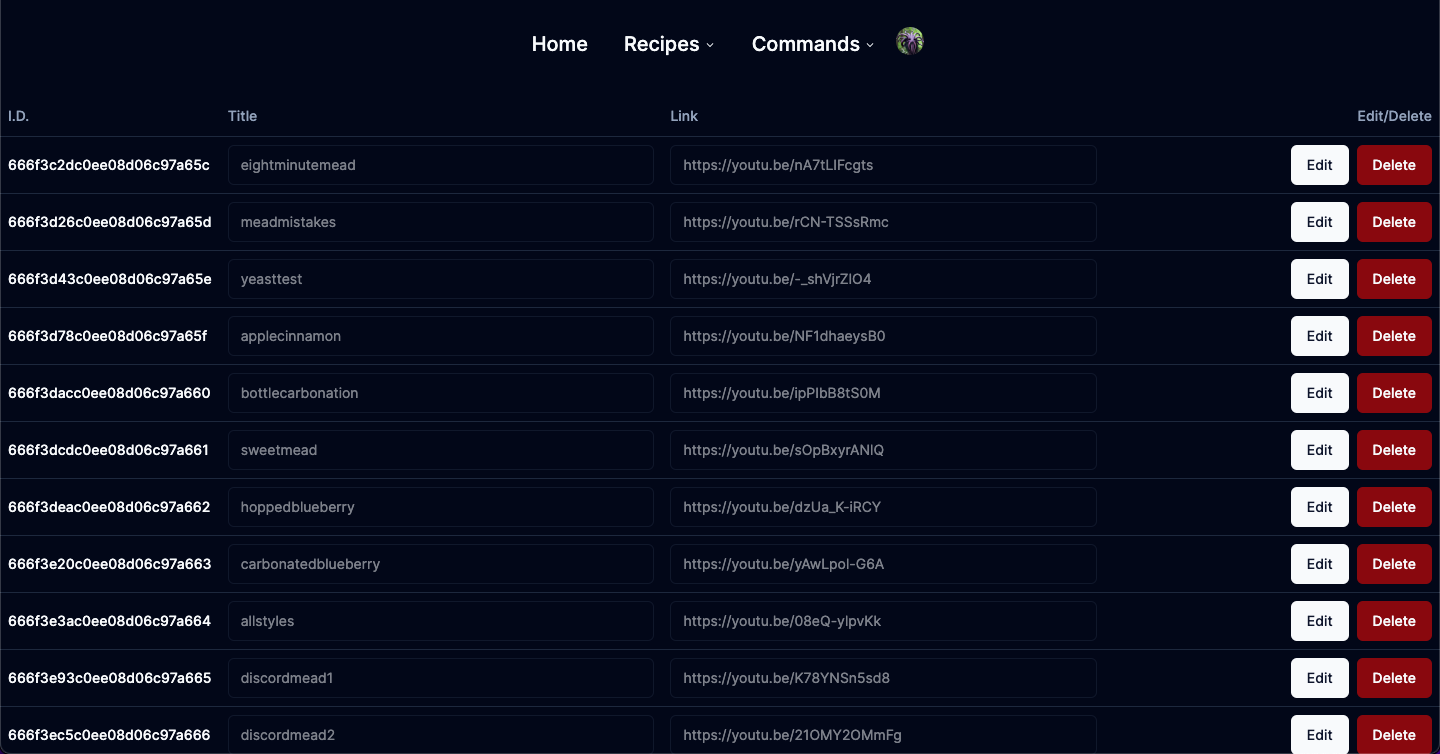 Home Recipes Commands
I.D. Title Link Edit/Delete
666f3c2dc0ee08d06c97a65c eightminutemead https://youtu.be/nA7tLIFcgts Edit Delete
666f3d26c0ee08d06c97a65d meadmistakes https://youtu.be/rCN-TSSsRmc Edit Delete
666f3d43c0ee08d06c97a65e yeasttest https://youtu.be/-_shVjrZlO4 Edit Delete
666f3d78c0ee08d06c97a65f applecinnamon https://youtu.be/NF1dhaeysB0 Edit Delete
666f3dacc0ee08d06c97a660 bottlecarbonation https://youtu.be/ipPIbB8tS0M Edit Delete
666f3dcdc0ee08d06c97a661 sweetmead https://youtu.be/sOpBxyrANlQ Edit Delete
666f3deac0ee08d06c97a662 hoppedblueberry https://youtu.be/dzUa_K-iRCY Edit Delete
666f3e20c0ee08d06c97a663 carbonatedblueberry https://youtu.be/yAwLpol-G6A Edit Delete
666f3e3ac0ee08d06c97a664 allstyles https://youtu.be/08eQ-ylpvKk Edit Delete
666f3e93c0ee08d06c97a665 discordmead1 https://youtu.be/K78YNSn5sd8 Edit Delete
666f3ec5c0ee08d06c97a666 discordmead2 https://youtu.be/21OMY2OMmFg Edit Delete